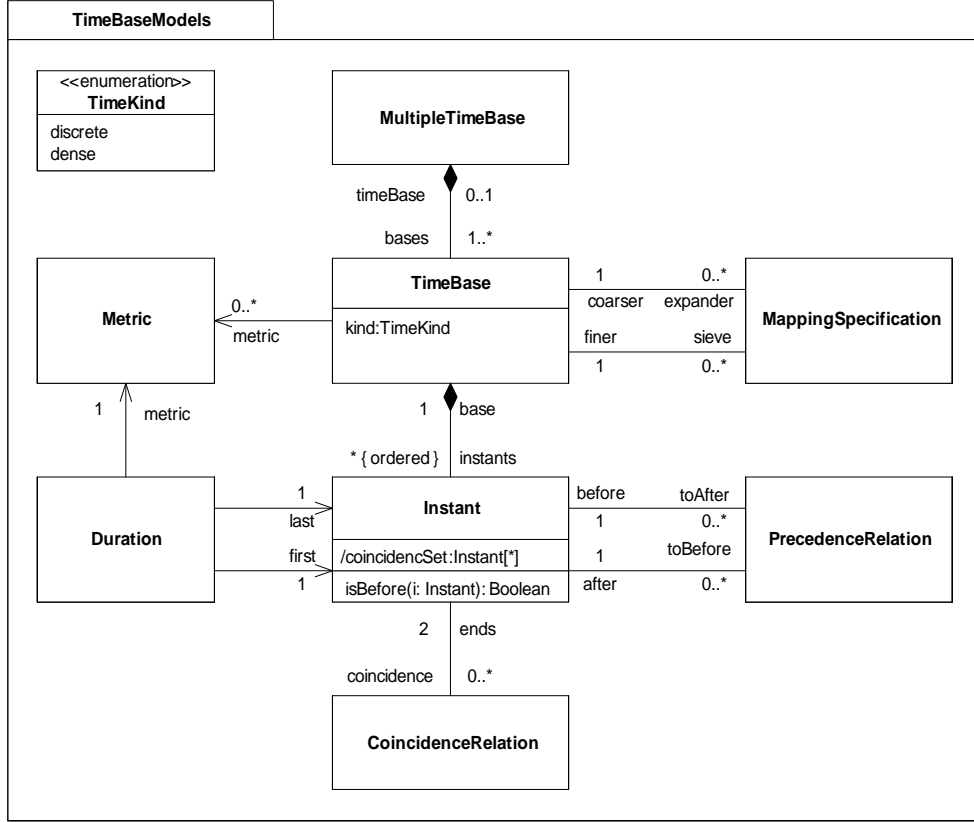 TimeBaseModels
<<enumeration>>
TimeKind
discrete
dense
MultipleTimeBase
timeBase 0..1
bases 1..*
Metric
0..*
metric
TimeBase
kind:TimeKind
1 0..*
coarser expander
finer sieve
1 0..*
MappingSpecification
1 metric
1 base
* { ordered } instants
Duration
1
last
first
1
Instant
/coincidencSet:Instant[*]
isBefore(i: Instant): Boolean
before toAfter
1 0..*
1 toBefore
after 0..*
PrecedenceRelation
2 ends
coincidence 0..*
CoincidenceRelation